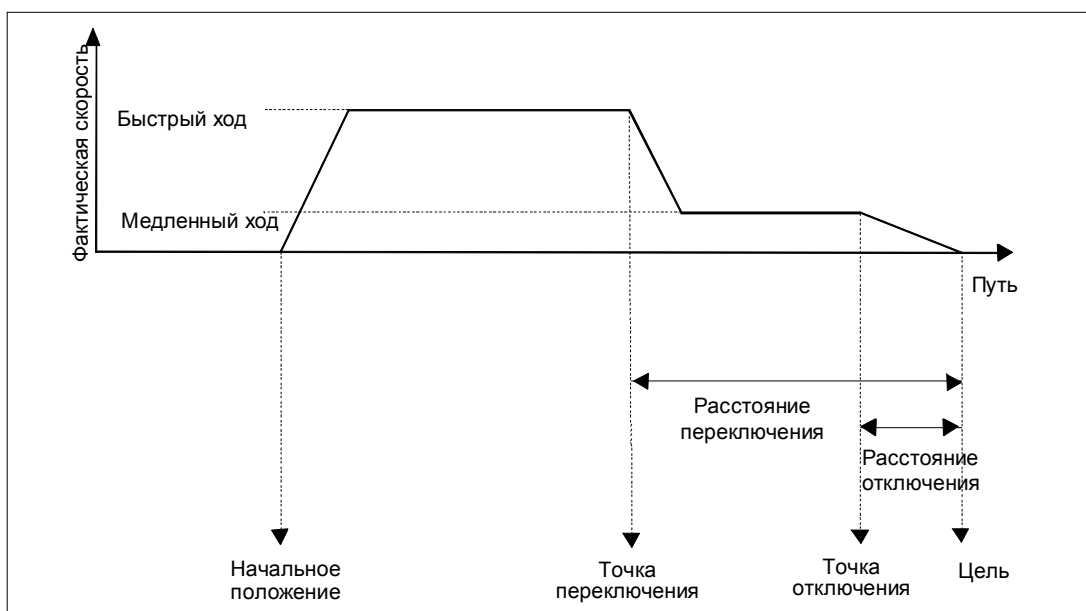 Фактическая скорость
Быстрый ход
Медленный ход
Путь
Расстояние
переключения
Расстояние
отключения
Начальное
положение
Точка
переключения
Точка
отключения
Цель